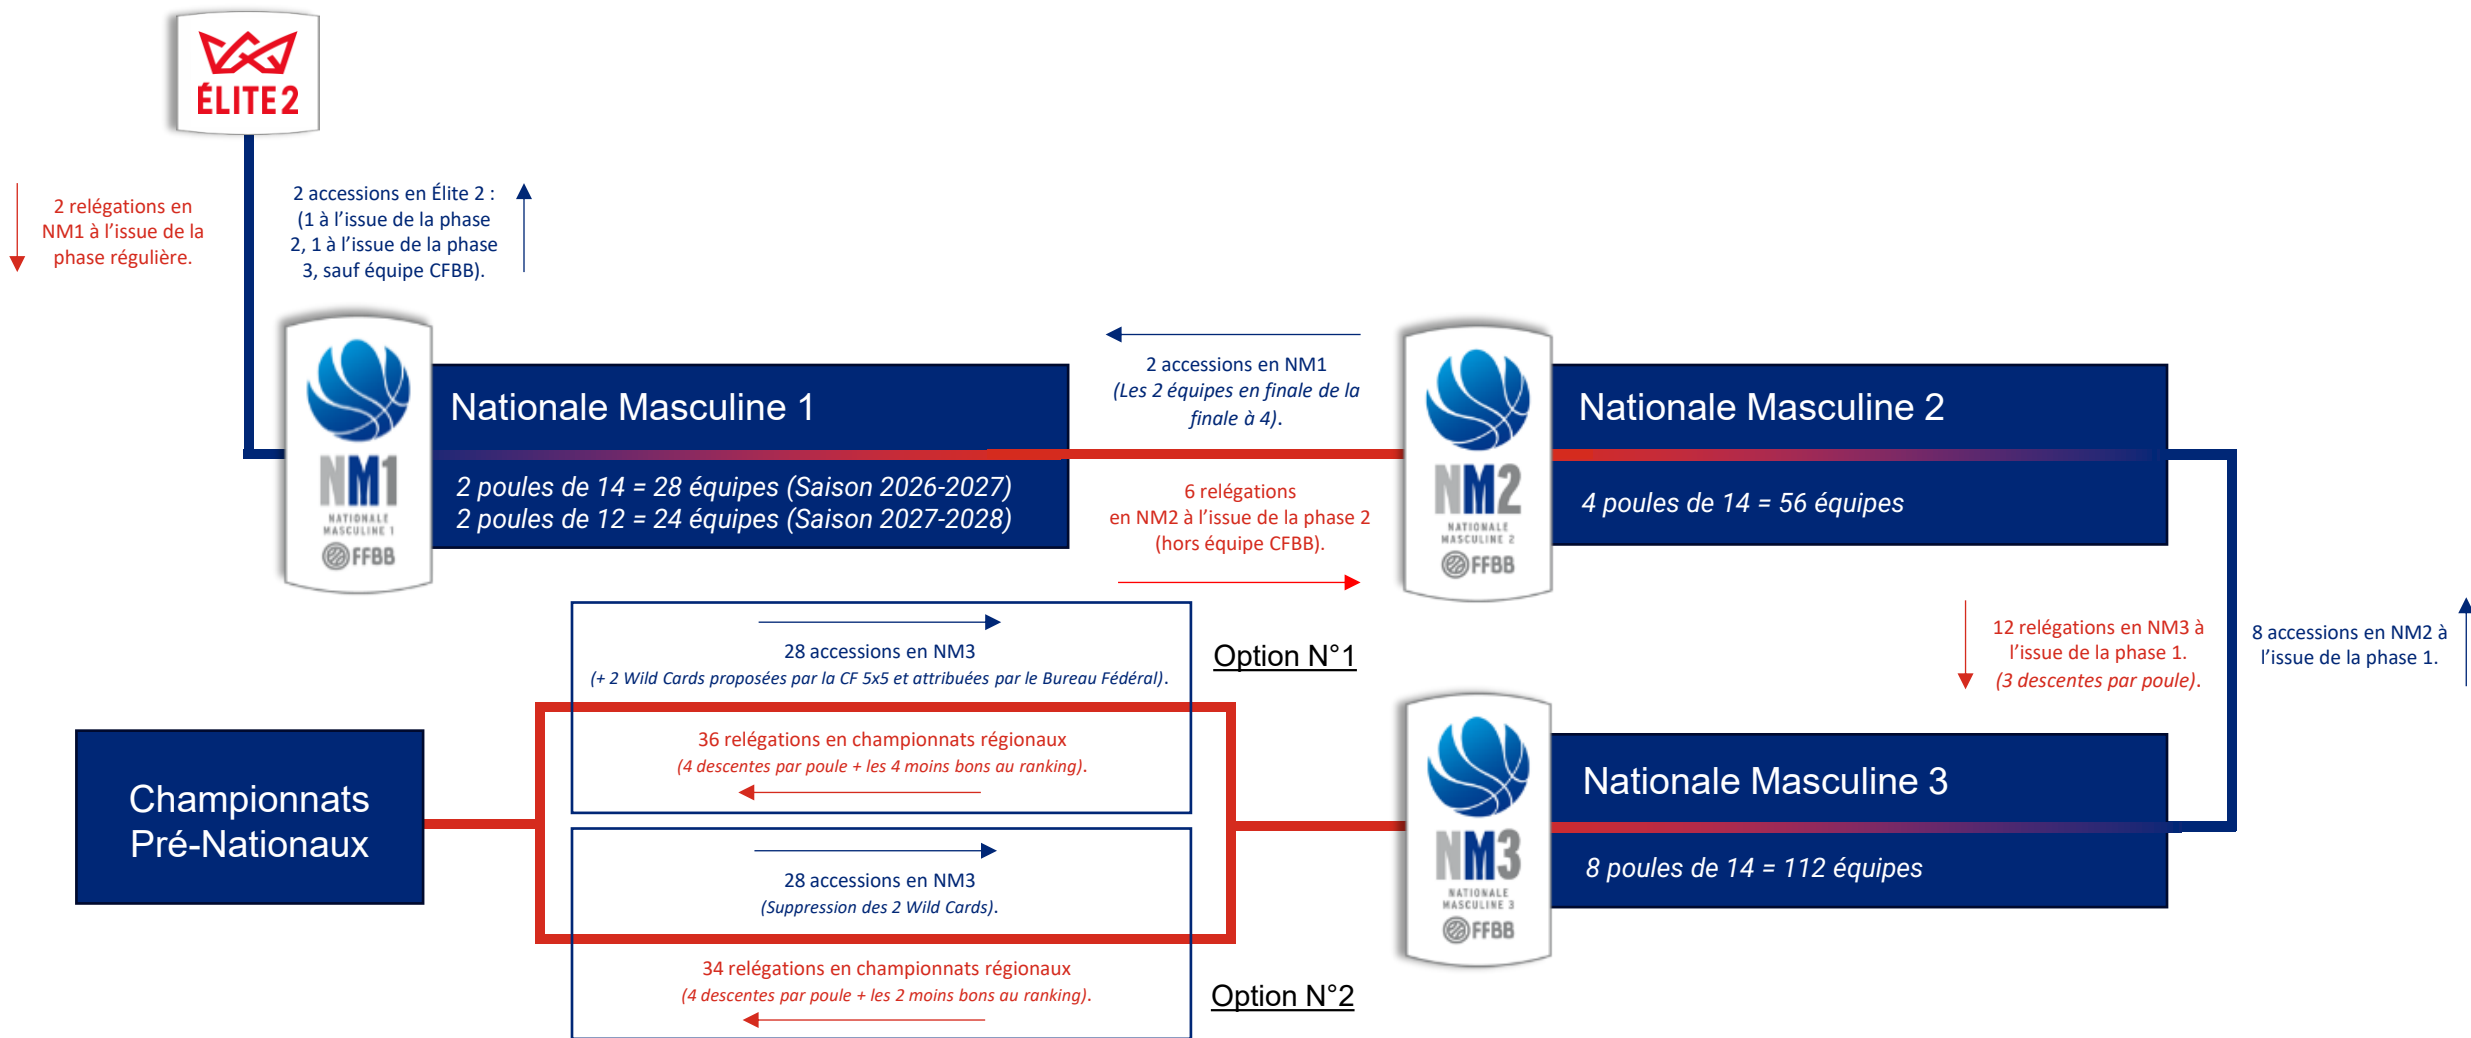 ÉLITE 2
2 relégations en
NM1 à l'issue de la
phase régulière.
2 accessions en Élite 2 :
(1 à l'issue de la phase
2, 1 à l'issue de la phase
3, sauf équipe CFBB).
NM1
NATIONALE
MASCULINE 1
FFBB
Nationale Masculine 1
2 poules de 14 = 28 équipes (Saison 2026-2027)
2 poules de 12 = 24 équipes (Saison 2027-2028)
2 accessions en NM1
(Les 2 équipes en finale de la
finale à 4).
6 relégations
en NM2 à l'issue de la phase 2
(hors équipe CFBB).
NM2
NATIONALE
MASCULINE 2
FFBB
Nationale Masculine 2
4 poules de 14 = 56 équipes
12 relégations en NM3 à
l'issue de la phase 1.
(3 descentes par poule).
8 accessions en NM2 à
l'issue de la phase 1.
28 accessions en NM3
(+ 2 Wild Cards proposées par la CF 5x5 et attribuées par le Bureau Fédéral).
Option N°1
36 relégations en championnats régionaux
(4 descentes par poule + les 4 moins bons au ranking).
Championnats
Pré-Nationaux
28 accessions en NM3
(Suppression des 2 Wild Cards).
34 relégations en championnats régionaux
(4 descentes par poule + les 2 moins bons au ranking).
Option N°2
NM3
NATIONALE
MASCULINE 3
FFBB
Nationale Masculine 3
8 poules de 14 = 112 équipes